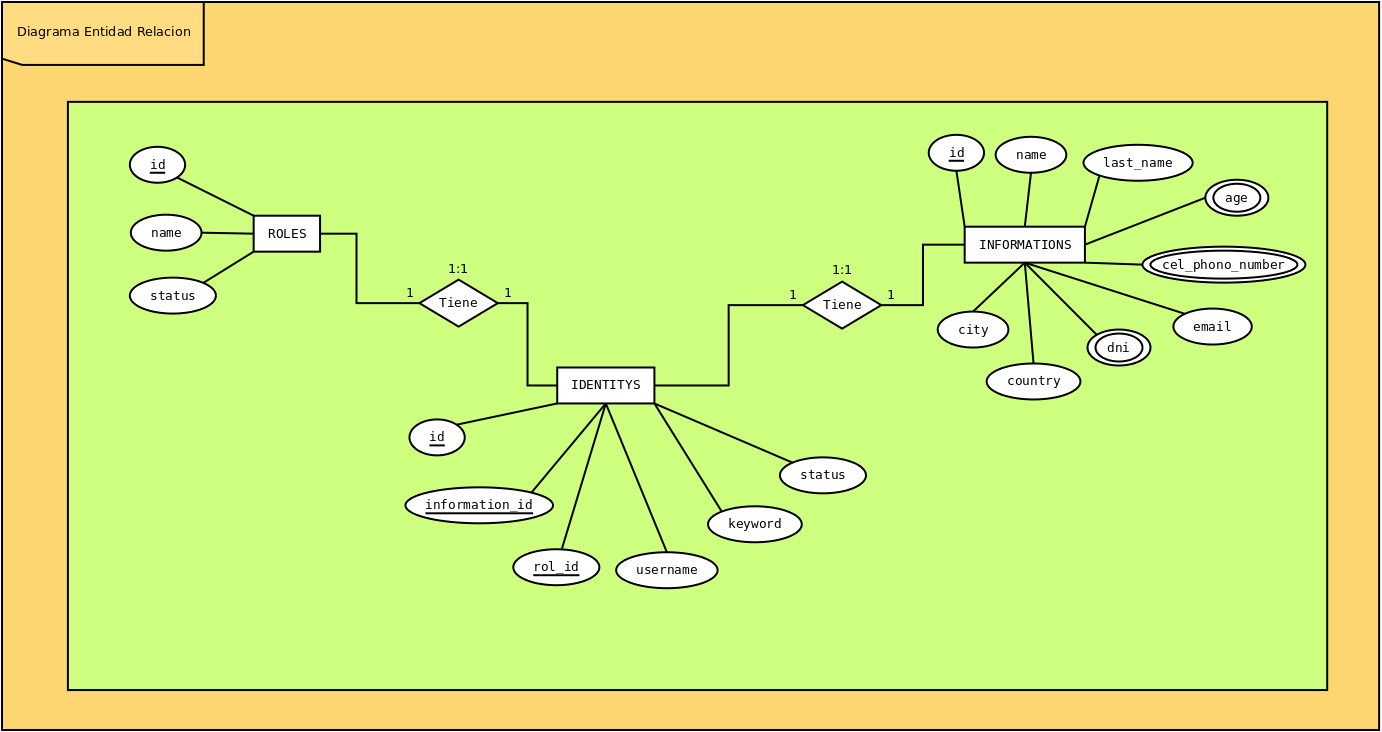 Diagrama Entidad Relacion
id
name
status
ROLES
1:1
1
Tiene
1
IDENTITYS
id
information_id
rol_id
username
keyword
status
1:1
1
Tiene
1
INFORMATIONS
id
name
last_name
age
cel_phono_number
email
dni
country
city